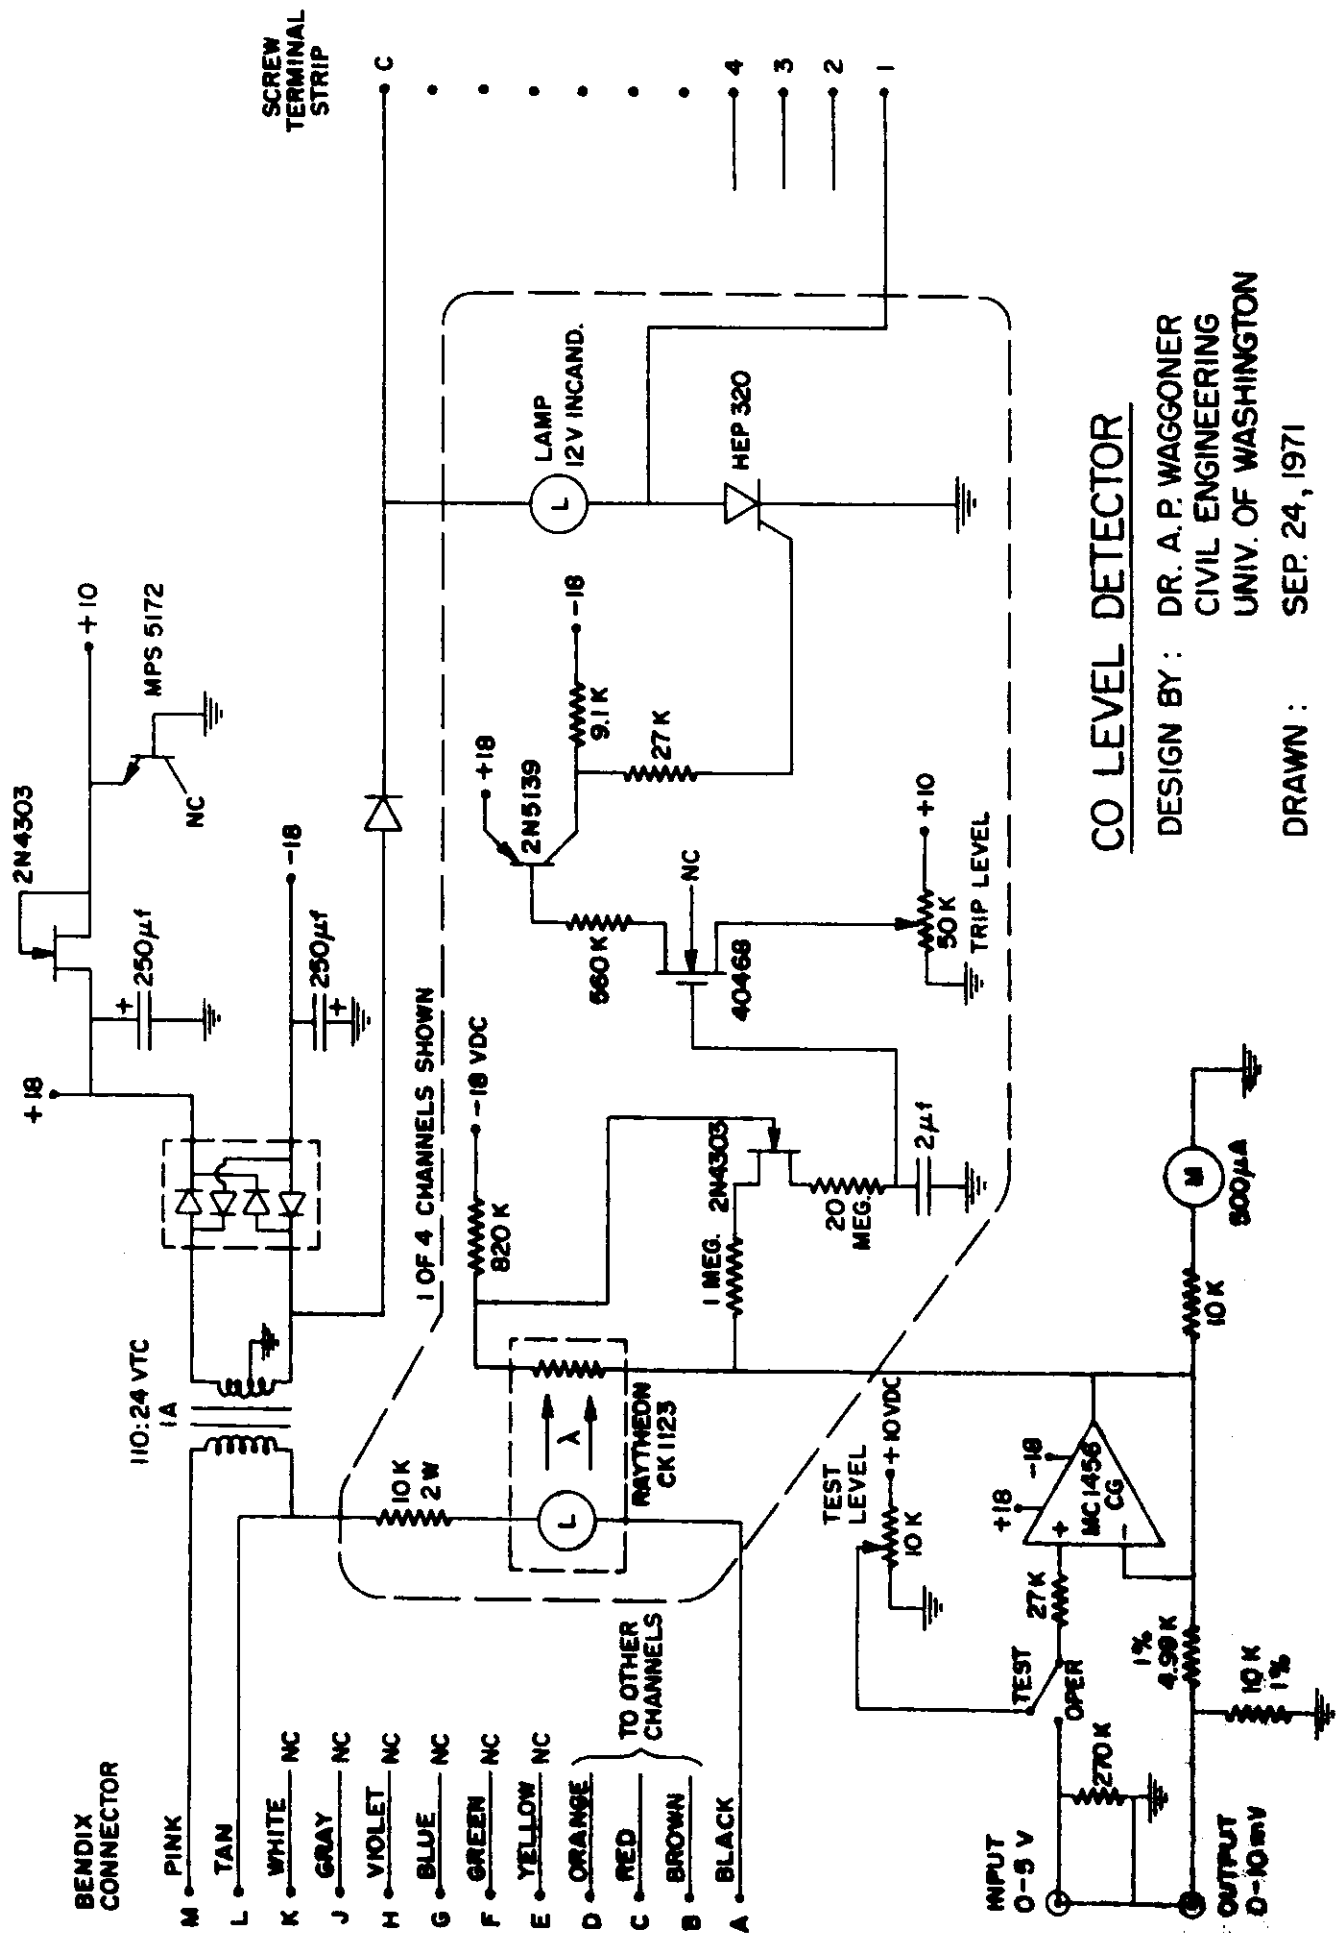 BENDIX
CONNECTOR
M PINK
L TAN
K WHITE NC
J GRAY NC
H VIOLET NC
G BLUE NC
F GREEN NC
E YELLOW NC
D ORANGE
C RED
B BROWN
A BLACK
TO OTHER
CHANNELS
110:24 VTC
1A
+18
+
250μf
2N4303
+10
MPS 5172
NC
-18
250μf
+
SCREW
TERMINAL
STRIP
C
4
3
2
1
1 OF 4 CHANNELS SHOWN
10 K
2 W
L
λ
RAYTHEON
CK1123
820 K
-18 VDC
1 MEG.
2N4303
20
MEG.
2μf
560 K
40468
NC
+18
2N5139
9.1 K
-18
27 K
50 K
+10
TRIP LEVEL
LAMP
12V INCAND.
L
HEP 320
INPUT
0-5 V
270 K
TEST
OPER
27K
TEST
LEVEL
10 K
+10VDC
+18
-18
MC1456
CG
+
-
1%
4.99 K
10 K
1%
OUTPUT
0-10mV
10 K
M
500μA
CO LEVEL DETECTOR
DESIGN BY: DR. A.P. WAGGONER
CIVIL ENGINEERING
UNIV. OF WASHINGTON
DRAWN: SEP. 24, 1971